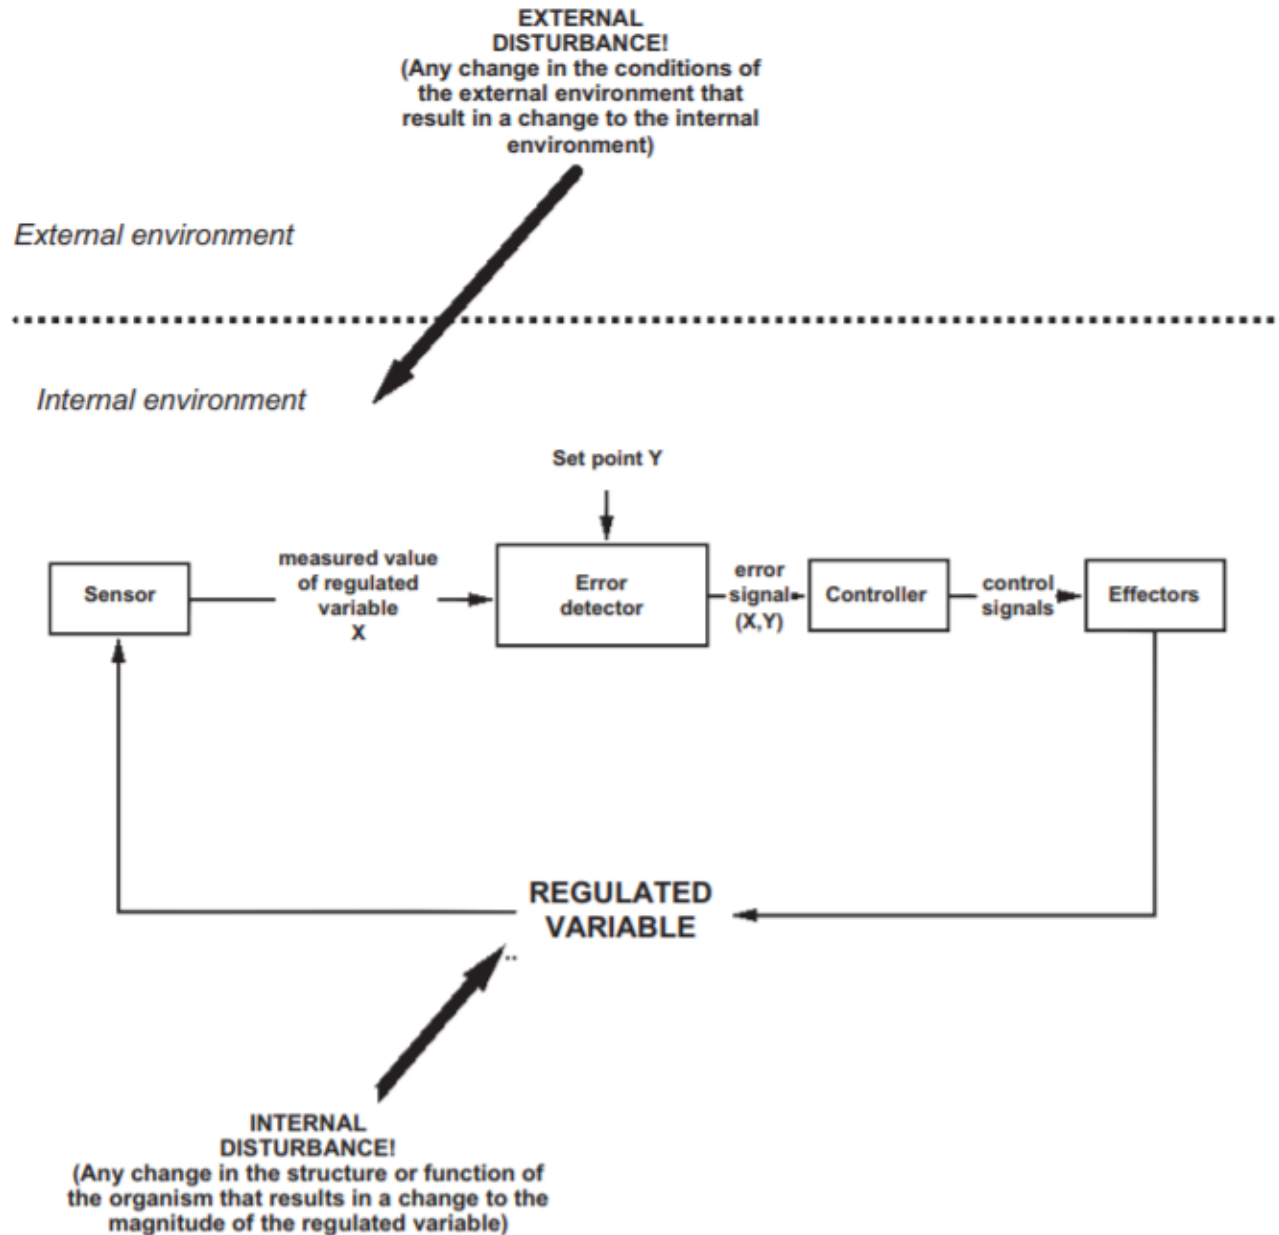 EXTERNAL
DISTURBANCE!
(Any change in the conditions of
the external environment that
result in a change to the internal
environment)
External environment
Internal environment
Set point Y
Sensor
measured value
of regulated
variable
X
Error
detector
error
signal
(X,Y)
Controller
control
signals
Effectors
REGULATED
VARIABLE
INTERNAL
DISTURBANCE!
(Any change in the structure or function of
the organism that results in a change to the
magnitude of the regulated variable)